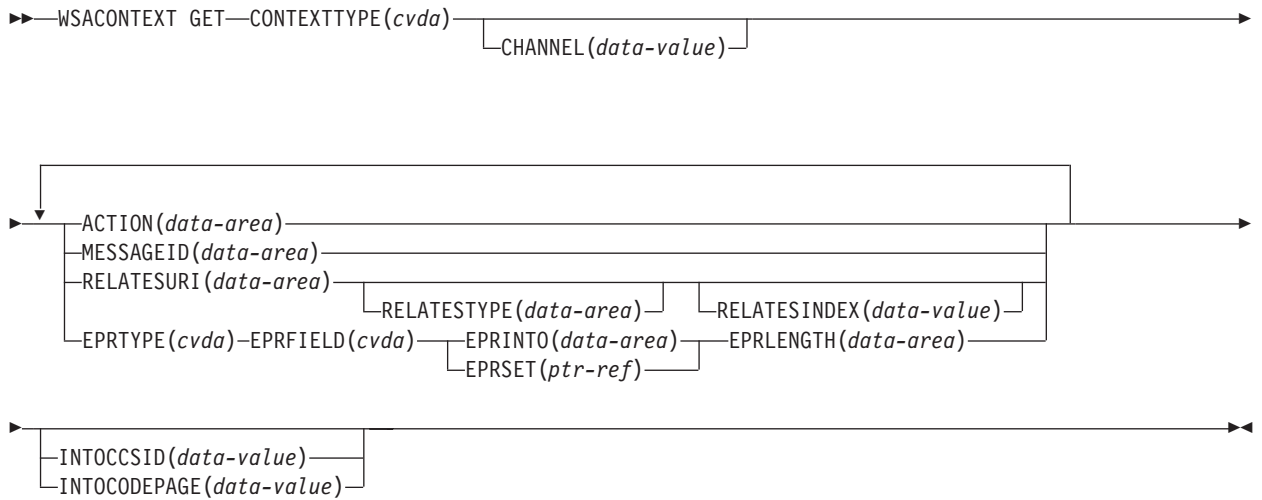 WSACONTEXT GET CONTEXTTYPE(cvda)
CHANNEL(data-value)
ACTION(data-area)
MESSAGEID(data-area)
RELATESURI(data-area)
RELATESTYPE(data-area) RELATESINDEX(data-value)
EPRTYPE(cvda) EPRFIELD(cvda) EPRINTO(data-area) EPRLENGTH(data-area)
EPRSET(ptr-ref)
INTOCCSID(data-value)
INTOCODEPAGE(data-value)